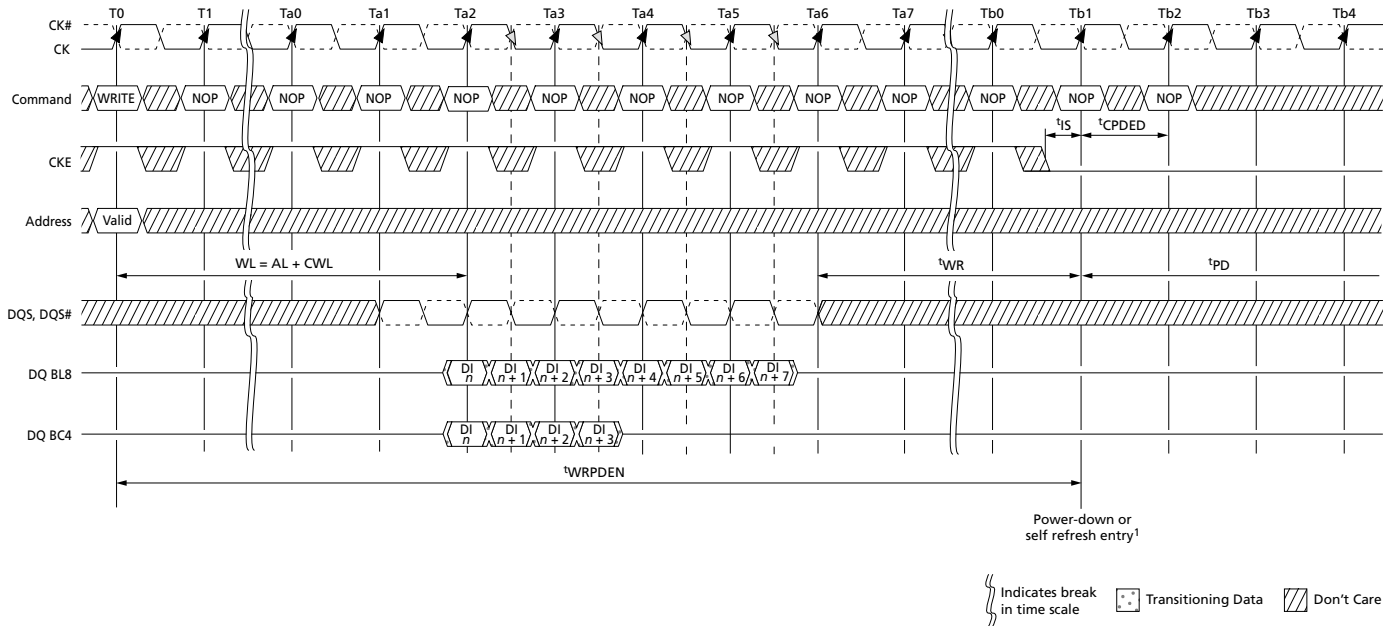 T0 T1 Ta0 Ta1 Ta2 Ta3 Ta4 Ta5 Ta6 Ta7 Tb0 Tb1 Tb2 Tb3 Tb4
CK#
CK
Command WRITE NOP NOP NOP NOP NOP NOP NOP NOP NOP NOP NOP NOP
tIS tCPDED
CKE
Address Valid
WL = AL + CWL tWR tPD
DQS, DQS#
DQ BL8 DI n DI n + 1 DI n + 2 DI n + 3 DI n + 4 DI n + 5 DI n + 6 DI n + 7
DQ BC4 DI n DI n + 1 DI n + 2 DI n + 3
tWRPDEN
Power-down or
self refresh entry1
Indicates break
in time scale
Transitioning Data
Don't Care